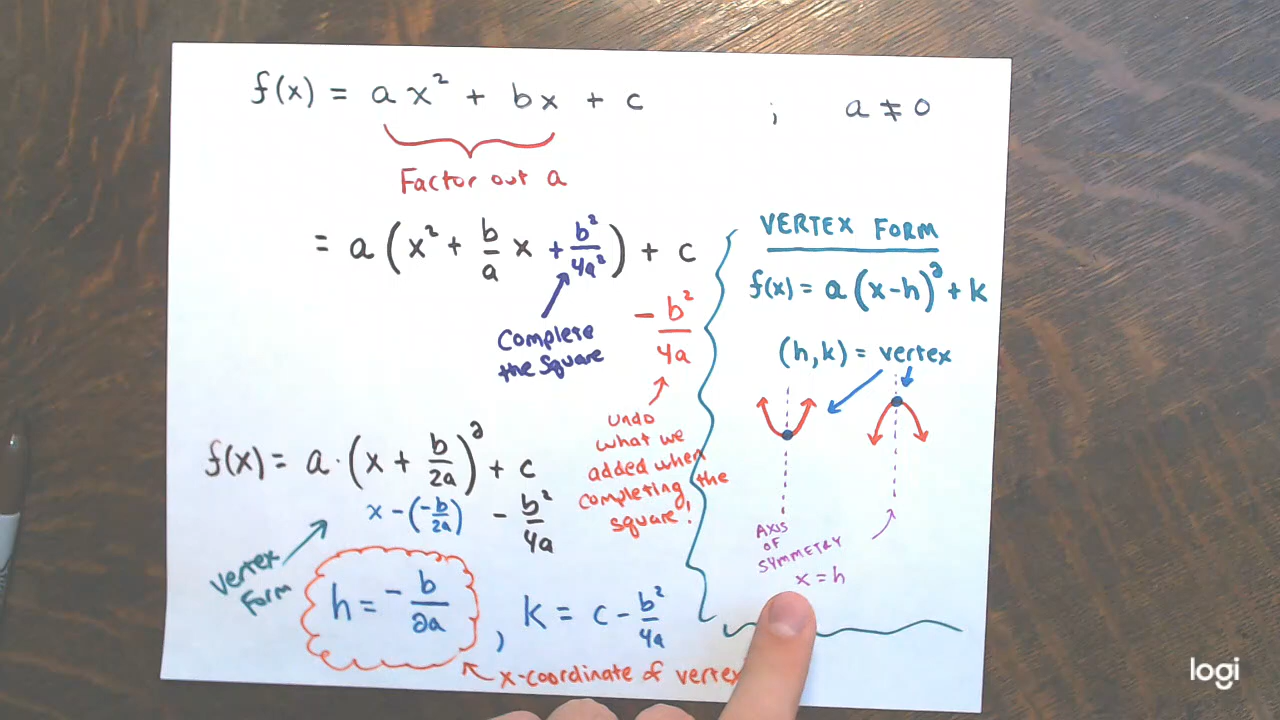 f(x) = ax² + bx + c ; a ≠ 0
Factor out a
= a(x² + b/a x + b²/4a²) + c
- b²/4a
Complete
the Square
Undo
what we
added when
completing the
square!
f(x) = a·(x + b/2a)² + c
x - (-b/2a) - b²/4a
Vertex
Form
h = -b/2a , k = c - b²/4a
x-coordinate of vertex
VERTEX FORM
f(x) = a(x-h)² + k
(h,k) = vertex
AXIS
OF
SYMMETRY
x = h
logi